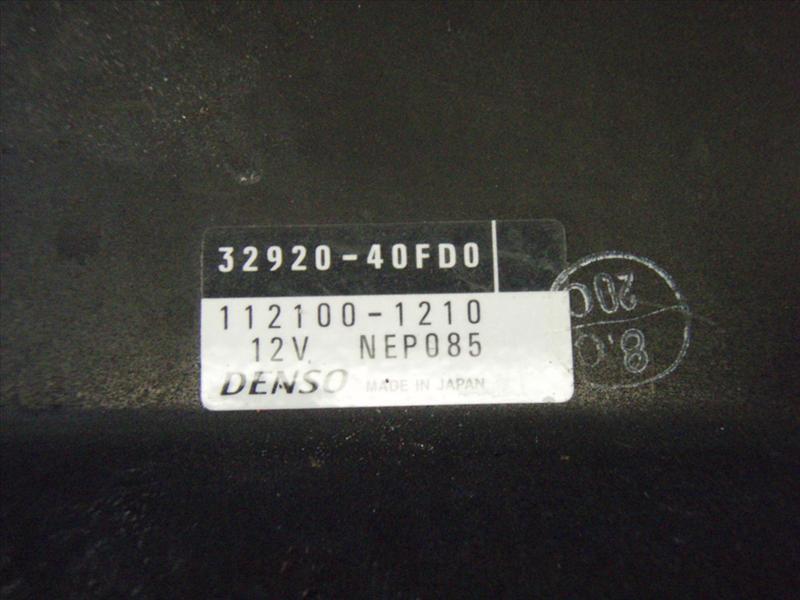 32920-40FD0
112100-1210
12V NEP085
DENSO MADE IN JAPAN